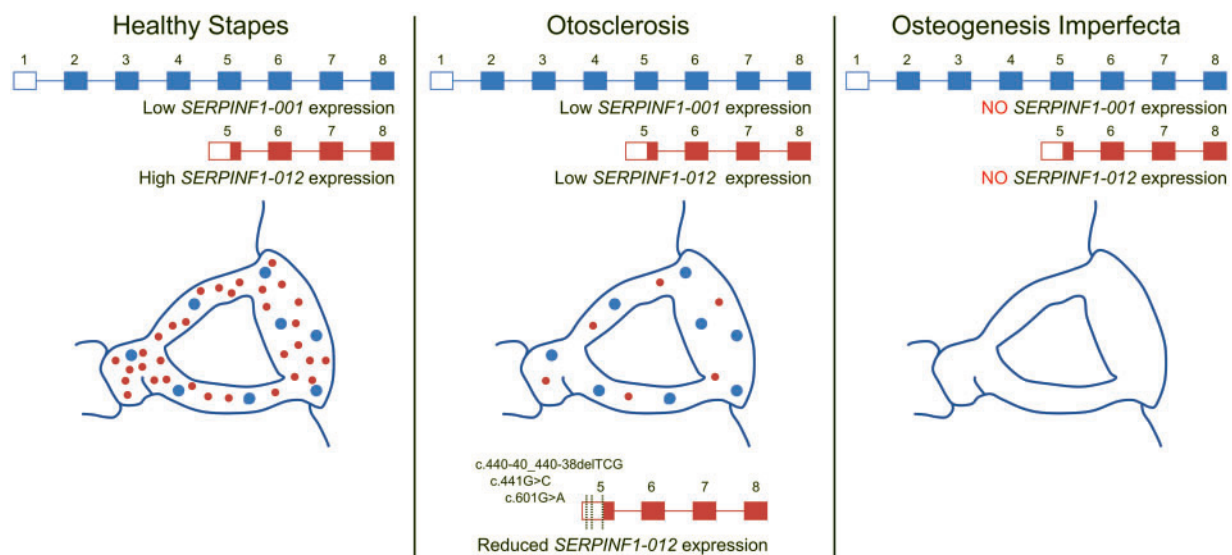 Healthy Stapes
1 2 3 4 5 6 7 8
Low SERPINF1-001 expression
5 6 7 8
High SERPINF1-012 expression
Otosclerosis
1 2 3 4 5 6 7 8
Low SERPINF1-001 expression
5 6 7 8
Low SERPINF1-012 expression
c.440-40_440-38delTCG
c.441G>C
c.601G>A
5 6 7 8
Reduced SERPINF1-012 expression
Osteogenesis Imperfecta
1 2 3 4 5 6 7 8
NO SERPINF1-001 expression
5 6 7 8
NO SERPINF1-012 expression